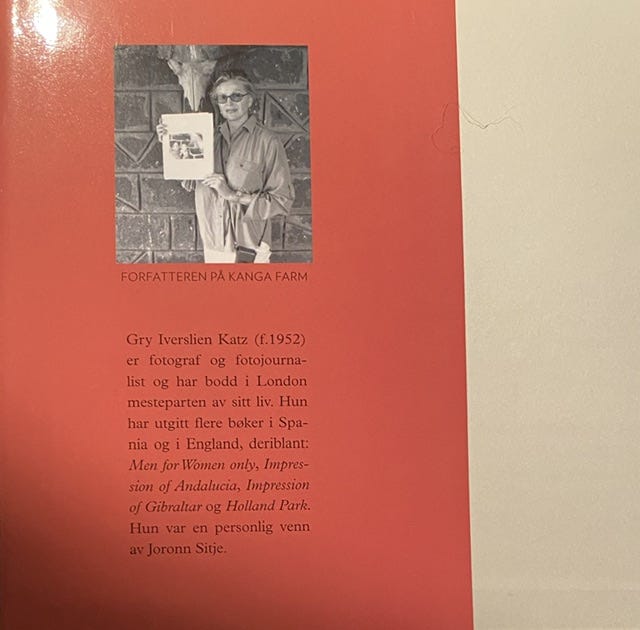 FORFATTEREN PÅ KANGA FARM
Gry Iverslien Katz (f.1952)
er fotograf og fotojourna-
list og har bodd i London
mesteparten av sitt liv. Hun
har utgitt flere bøker i Spa-
nia og i England, deriblant:
Men for Women only, Impres-
sion of Andalucia, Impression
of Gibraltar og Holland Park.
Hun var en personlig venn
av Joronn Sitje.